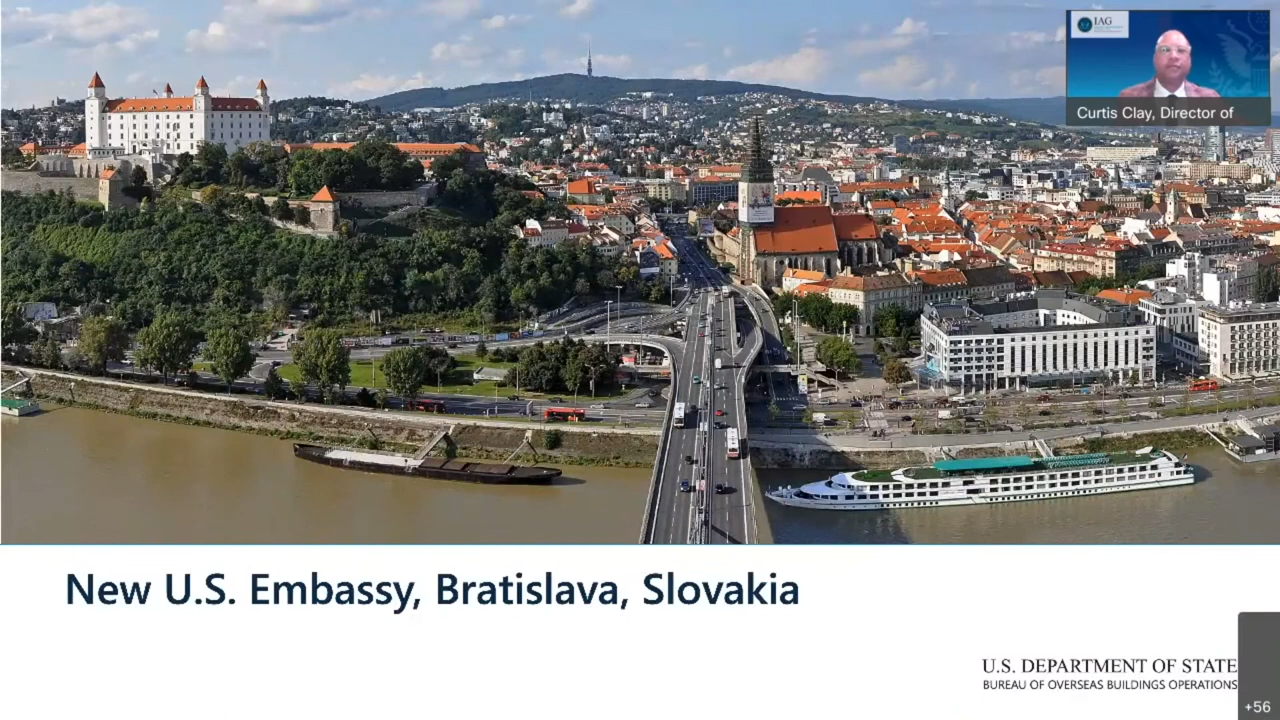 IAG
Curtis Clay, Director of
New U.S. Embassy, Bratislava, Slovakia
U.S. DEPARTMENT OF STATE
BUREAU OF OVERSEAS BUILDINGS OPERATIONS
+56